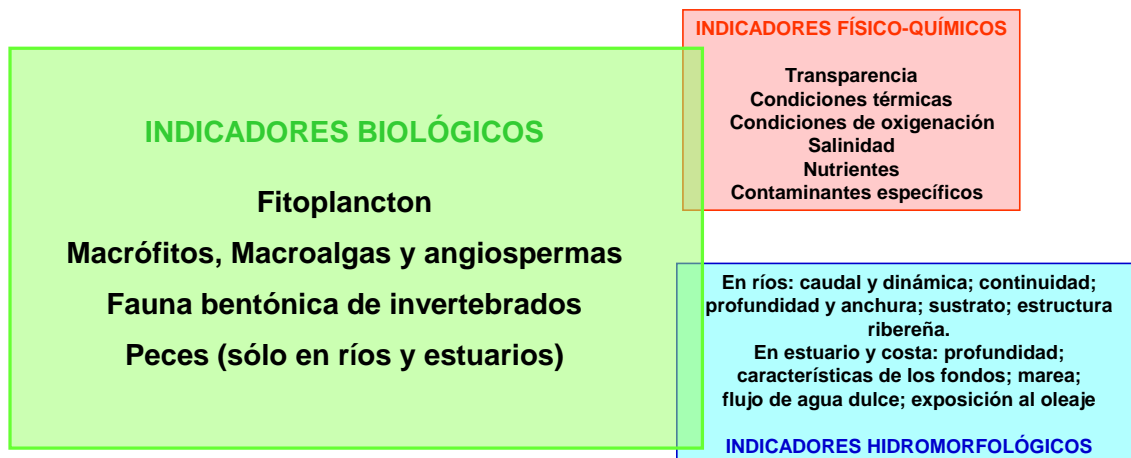 INDICADORES BIOLÓGICOS
Fitoplancton
Macrófitos, Macroalgas y angiospermas
Fauna bentónica de invertebrados
Peces (sólo en ríos y estuarios)
INDICADORES FÍSICO-QUÍMICOS
Transparencia
Condiciones térmicas
Condiciones de oxigenación
Salinidad
Nutrientes
Contaminantes específicos
En ríos: caudal y dinámica; continuidad;
profundidad y anchura; sustrato; estructura
ribereña.
En estuario y costa: profundidad;
características de los fondos; marea;
flujo de agua dulce; exposición al oleaje
INDICADORES HIDROMORFOLÓGICOS